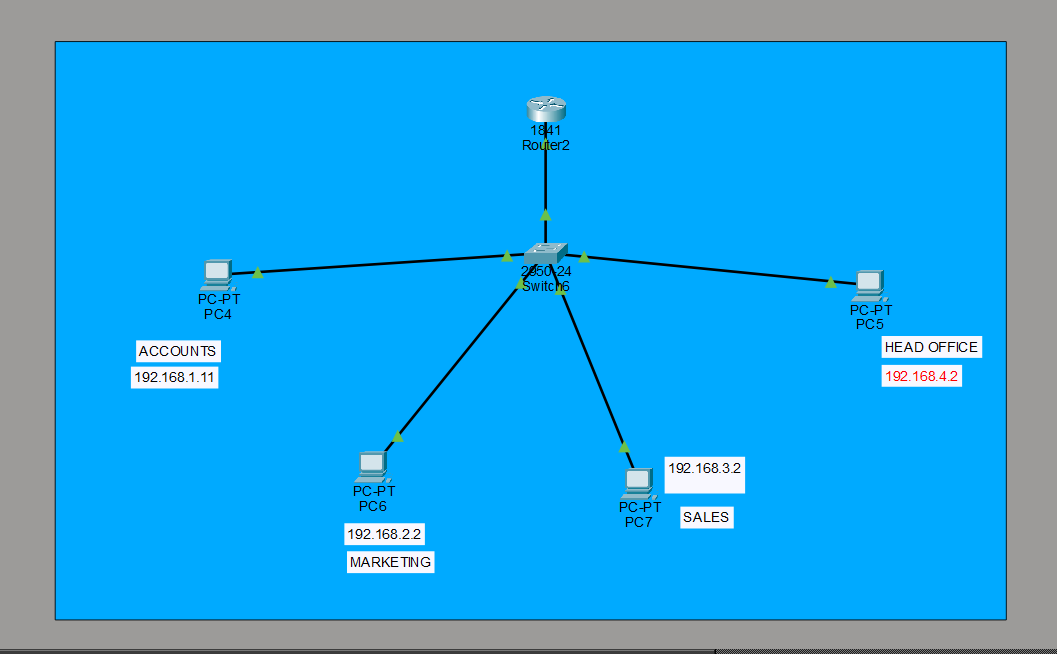 1841
Router2
2950-24
Switch6
PC-PT
PC4
ACCOUNTS
192.168.1.11
PC-PT
PC5
HEAD OFFICE
192.168.4.2
PC-PT
PC6
192.168.2.2
MARKETING
PC-PT
PC7
192.168.3.2
SALES